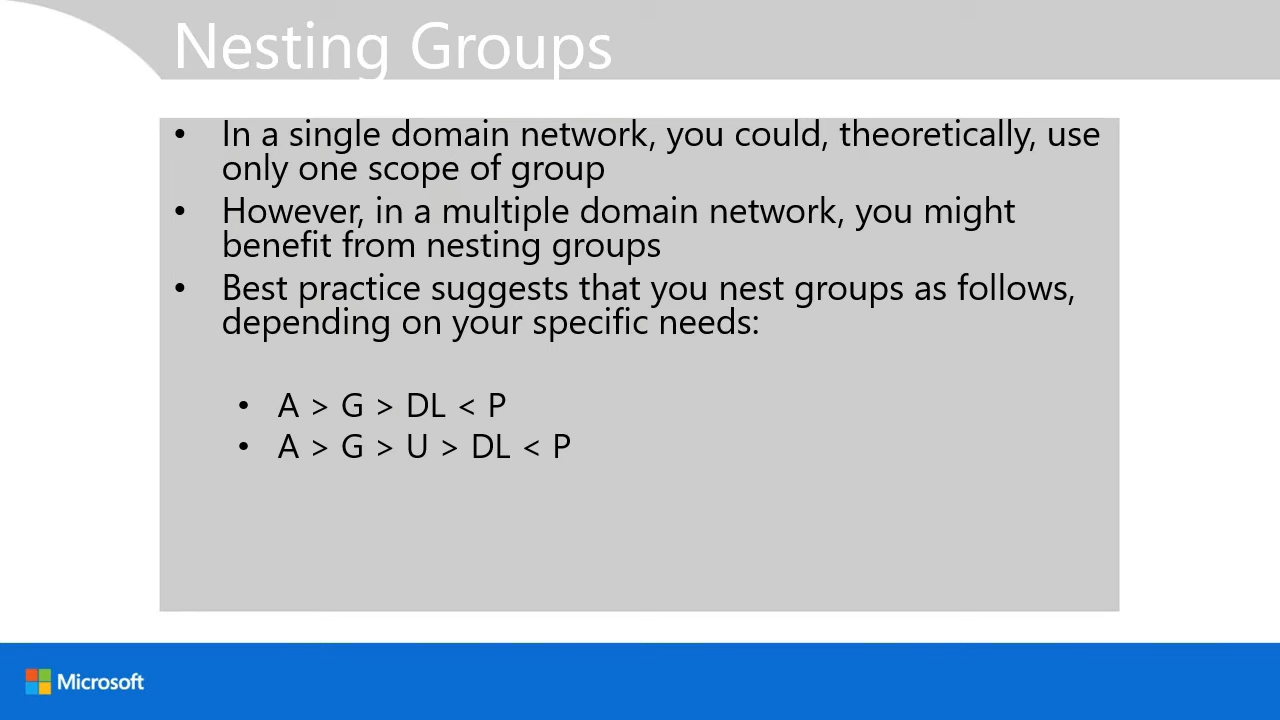 Nesting Groups
• In a single domain network, you could, theoretically, use
only one scope of group
• However, in a multiple domain network, you might
benefit from nesting groups
• Best practice suggests that you nest groups as follows,
depending on your specific needs:
• A > G > DL < P
• A > G > U > DL < P
Microsoft